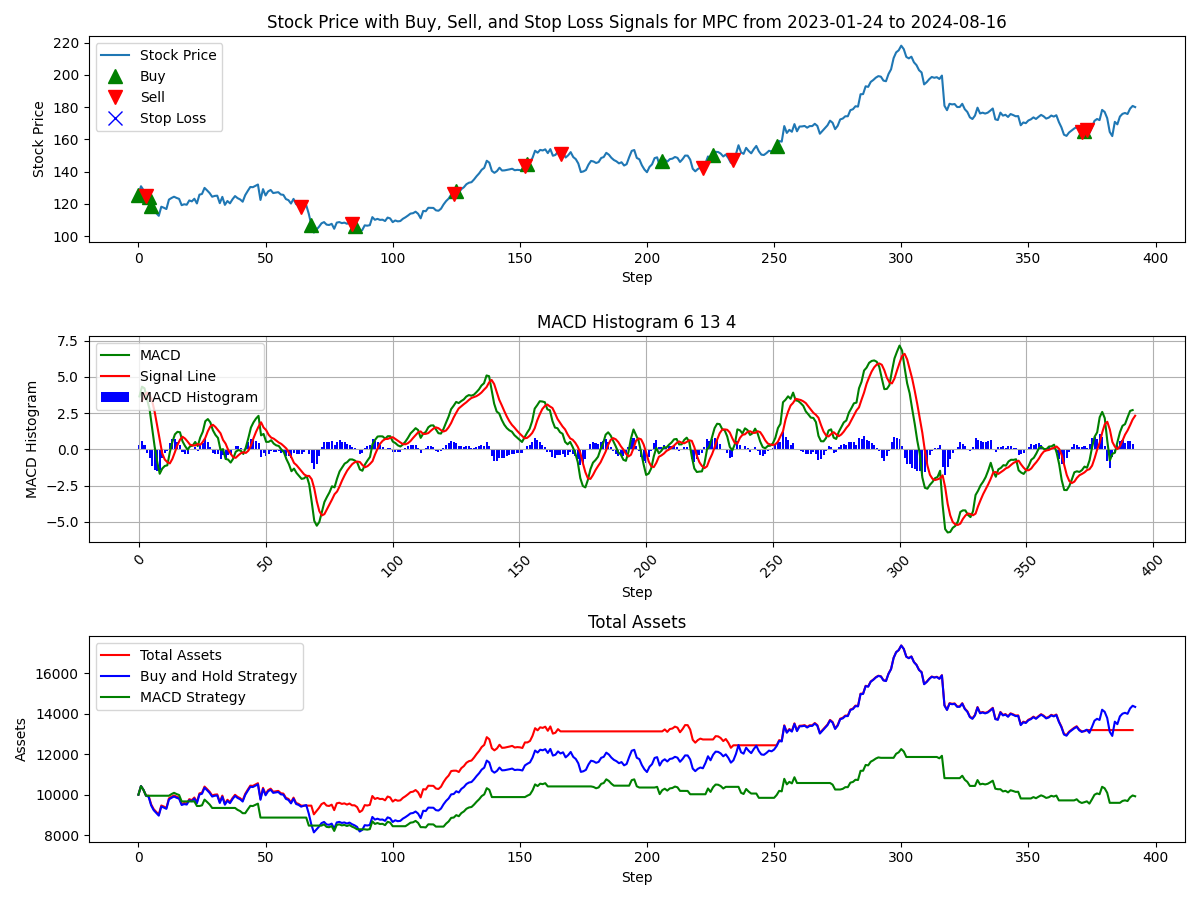 Stock Price with Buy, Sell, and Stop Loss Signals for MPC from 2023-01-24 to 2024-08-16
220
200
180
160
140
120
100
Stock Price
Stock Price
Buy
Sell
Stop Loss
0 50 100 150 200 250 300 350 400
Step
MACD Histogram 6 13 4
7.5
5.0
2.5
0.0
−2.5
−5.0
MACD Histogram
MACD
Signal Line
MACD Histogram
0 50 100 150 200 250 300 350 400
Step
Total Assets
16000
14000
12000
10000
8000
Assets
Total Assets
Buy and Hold Strategy
MACD Strategy
0 50 100 150 200 250 300 350 400
Step